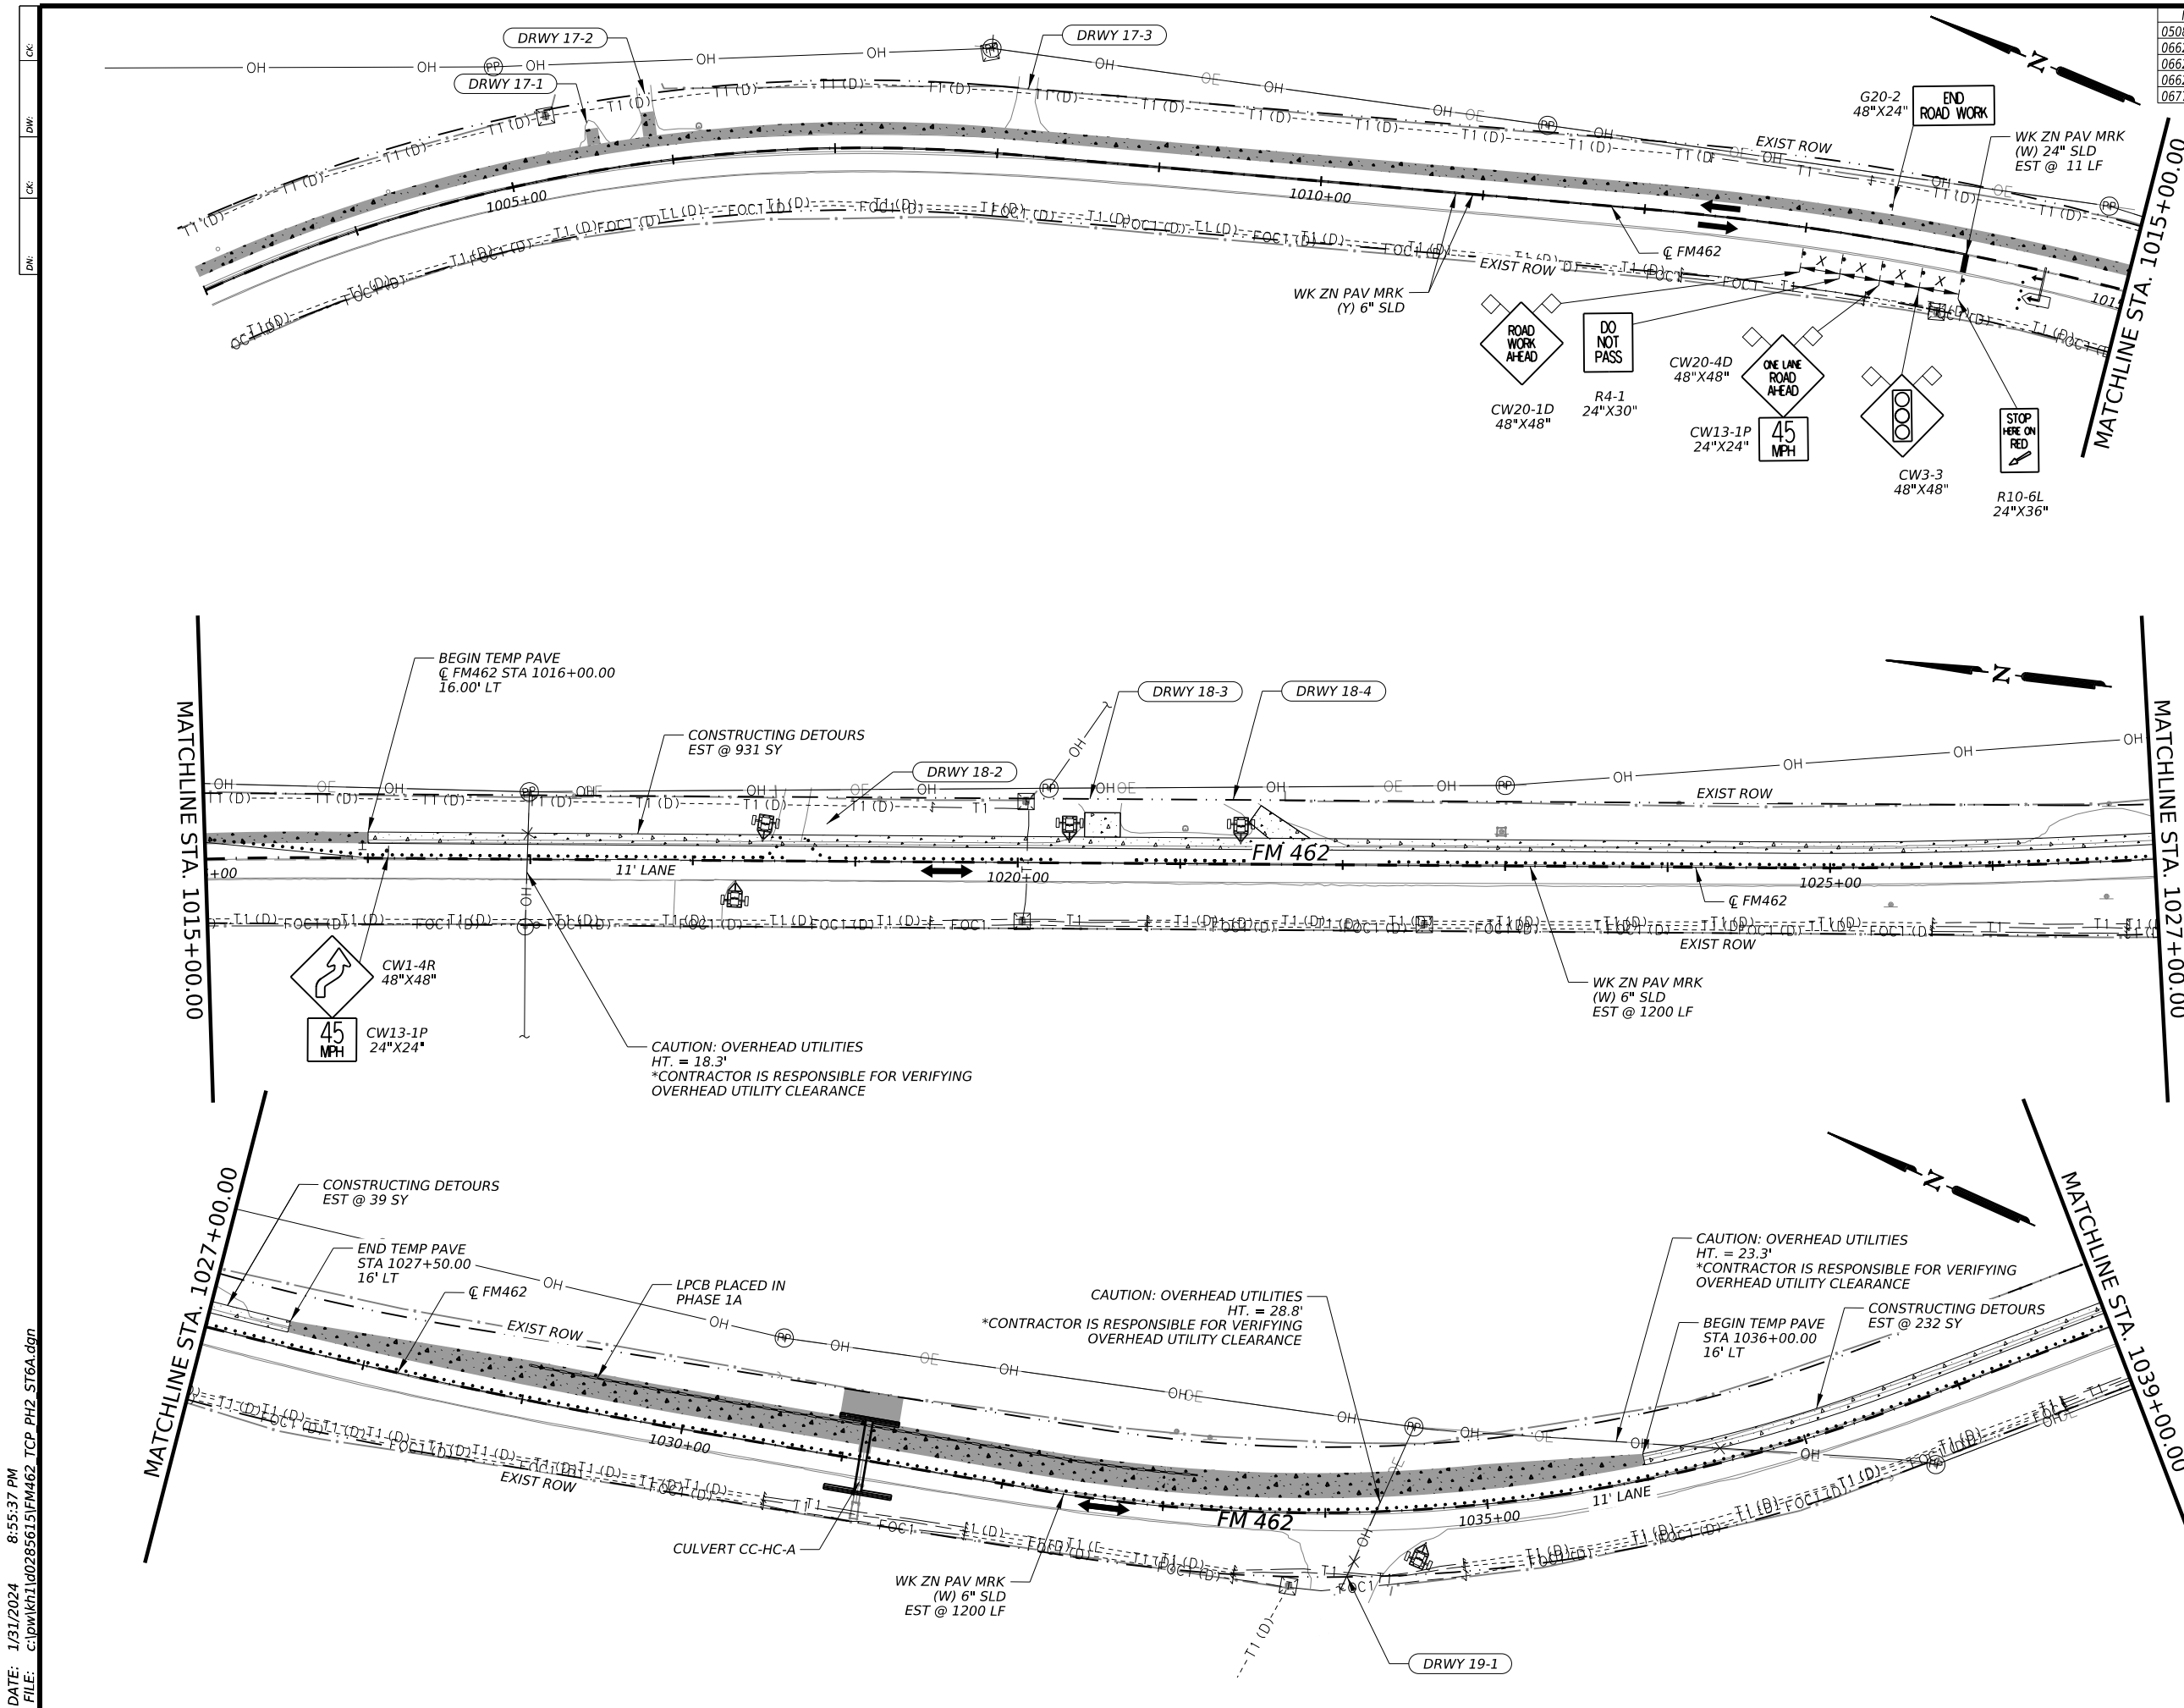 DRWY 17-2
DRWY 17-1
DRWY 17-3
1005+00
1010+00
EXIST ROW
EXIST ROW
WK ZN PAV MRK
(Y) 6" SLD
℄ FM462
G20-2
48"X24"
END
ROAD WORK
WK ZN PAV MRK
(W) 24" SLD
EST @ 11 LF
N
X X X X
ROAD
WORK
AHEAD
CW20-1D
48"X48"
DO
NOT
PASS
R4-1
24"X30"
CW20-4D
48"X48"
ONE LANE
ROAD
AHEAD
CW13-1P
24"X24"
45
MPH
CW3-3
48"X48"
STOP
HERE ON
RED
R10-6L
24"X36"
MATCHLINE STA. 1015+00.00
MATCHLINE STA. 1015+00.00
BEGIN TEMP PAVE
℄ FM462 STA 1016+00.00
16.00' LT
CONSTRUCTING DETOURS
EST @ 931 SY
DRWY 18-2
DRWY 18-3
DRWY 18-4
N
EXIST ROW
FM 462
11' LANE
+00
1020+00
1025+00
℄ FM462
EXIST ROW
CW1-4R
48"X48"
45
MPH
CW13-1P
24"X24"
CAUTION: OVERHEAD UTILITIES
HT. = 18.3'
*CONTRACTOR IS RESPONSIBLE FOR VERIFYING
OVERHEAD UTILITY CLEARANCE
WK ZN PAV MRK
(W) 6" SLD
EST @ 1200 LF
MATCHLINE STA. 1027+00.00
MATCHLINE STA. 1027+00.00
CONSTRUCTING DETOURS
EST @ 39 SY
END TEMP PAVE
STA 1027+50.00
16' LT
℄ FM462
LPCB PLACED IN
PHASE 1A
EXIST ROW
CAUTION: OVERHEAD UTILITIES
HT. = 28.8'
*CONTRACTOR IS RESPONSIBLE FOR VERIFYING
OVERHEAD UTILITY CLEARANCE
CAUTION: OVERHEAD UTILITIES
HT. = 23.3'
*CONTRACTOR IS RESPONSIBLE FOR VERIFYING
OVERHEAD UTILITY CLEARANCE
BEGIN TEMP PAVE
STA 1036+00.00
16' LT
CONSTRUCTING DETOURS
EST @ 232 SY
N
1030+00
EXIST ROW
CULVERT CC-HC-A
WK ZN PAV MRK
(W) 6" SLD
EST @ 1200 LF
FM 462
1035+00
11' LANE
DRWY 19-1
MATCHLINE STA. 1039+00.00
DN:
CK:
DW:
CK:
DATE: 1/31/2024 8:55:37 PM
FILE: c:\pw\kh1\d0285615\FM462_TCP_PH2_ST6A.dgn